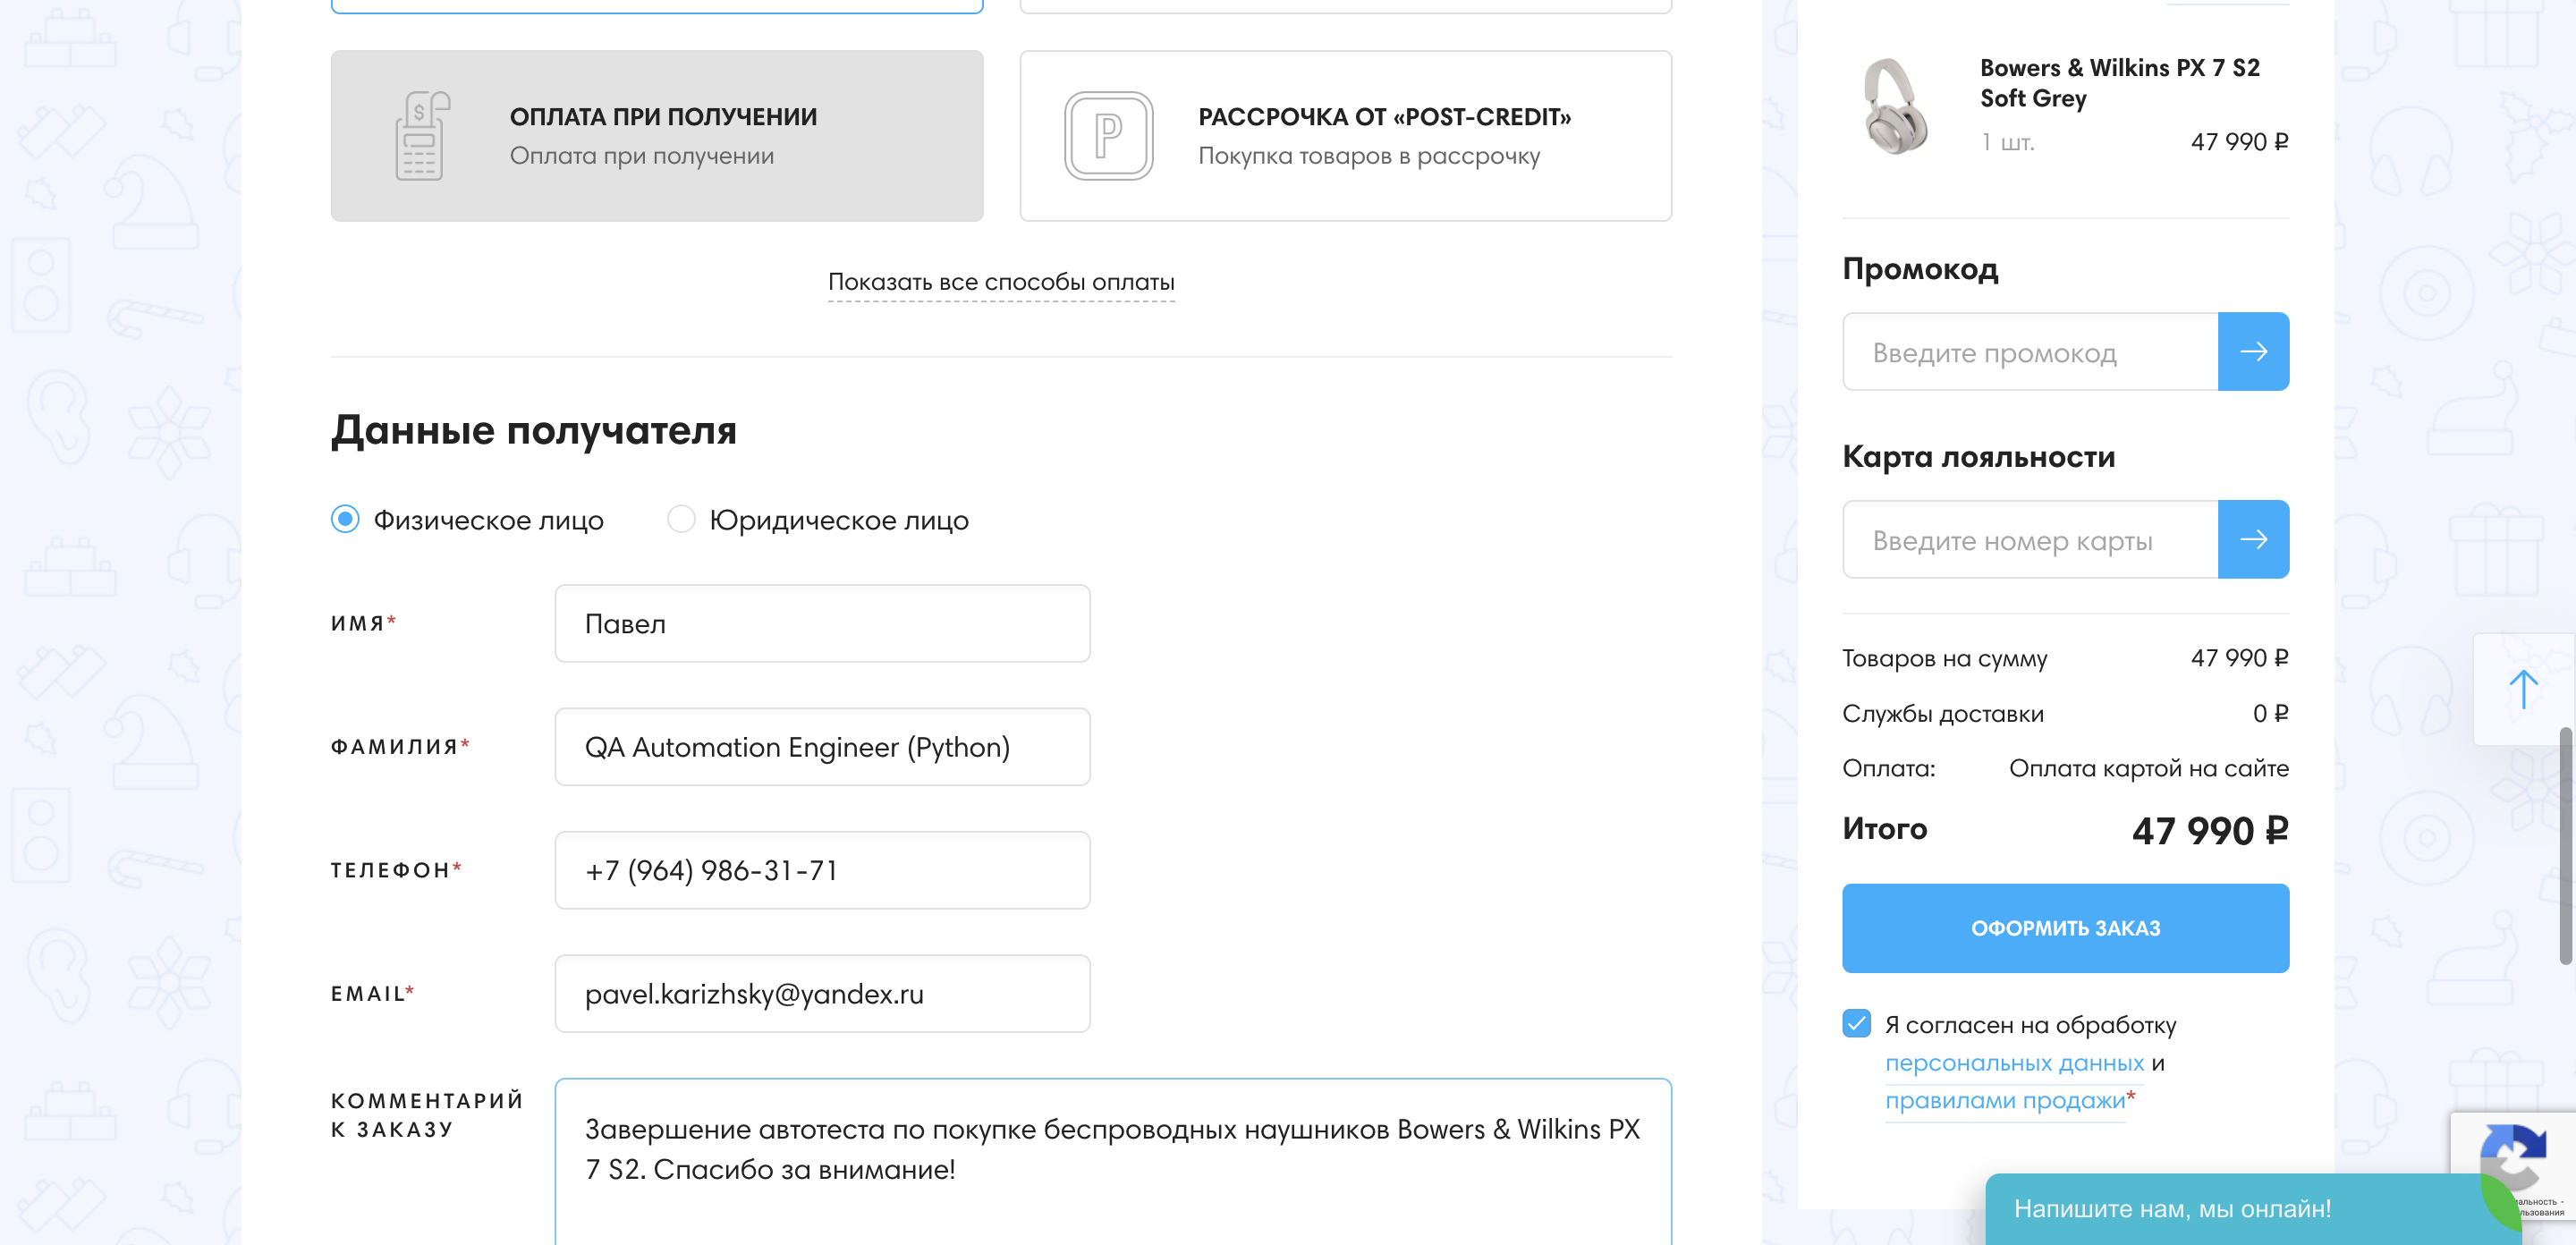 ОПЛАТА ПРИ ПОЛУЧЕНИИ
Оплата при получении
РАССРОЧКА ОТ «POST-CREDIT»
Покупка товаров в рассрочку
Показать все способы оплаты
Данные получателя
Физическое лицо
Юридическое лицо
ИМЯ*
Павел
ФАМИЛИЯ*
QA Automation Engineer (Python)
ТЕЛЕФОН*
+7 (964) 986-31-71
EMAIL*
pavel.karizhsky@yandex.ru
КОММЕНТАРИЙ
К ЗАКАЗУ
Завершение автотеста по покупке беспроводных наушников Bowers & Wilkins PX
7 S2. Спасибо за внимание!
Bowers & Wilkins PX 7 S2
Soft Grey
1 шт.
47 990 ₽
Промокод
Введите промокод
Карта лояльности
Введите номер карты
Товаров на сумму
47 990 ₽
Службы доставки
0 ₽
Оплата:
Оплата картой на сайте
Итого
47 990 ₽
ОФОРМИТЬ ЗАКАЗ
Я согласен на обработку
персональных данных и
правилами продажи*
Напишите нам, мы онлайн!